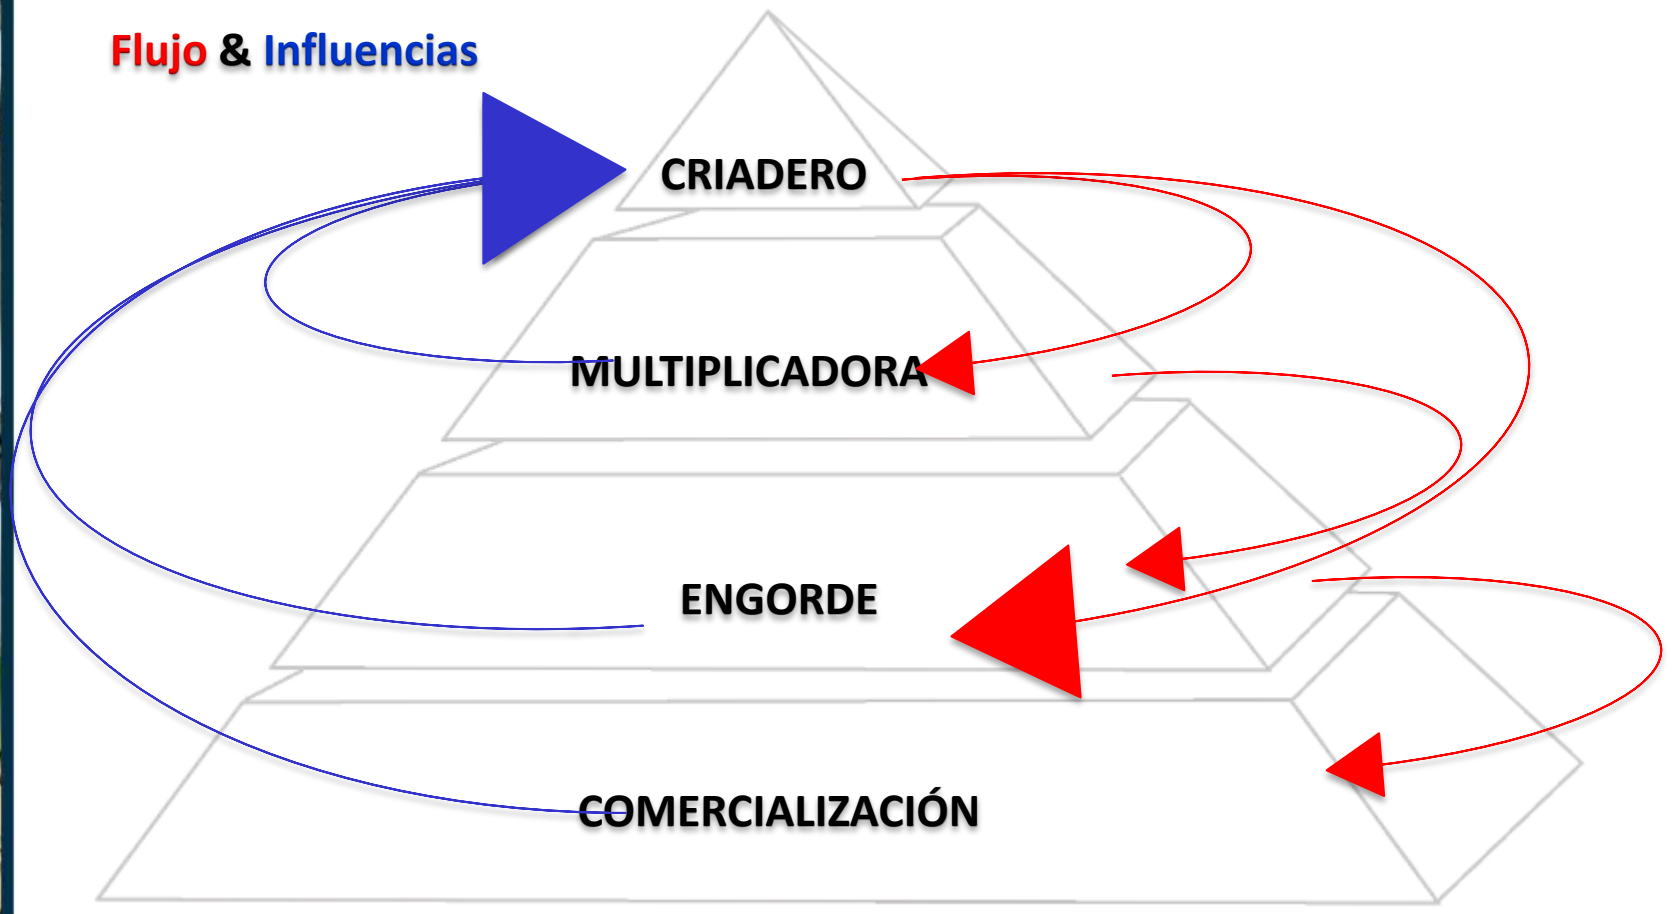 Flujo & Influencias
CRIADERO
MULTIPLICADORA
ENGORDE
COMERCIALIZACIÓN